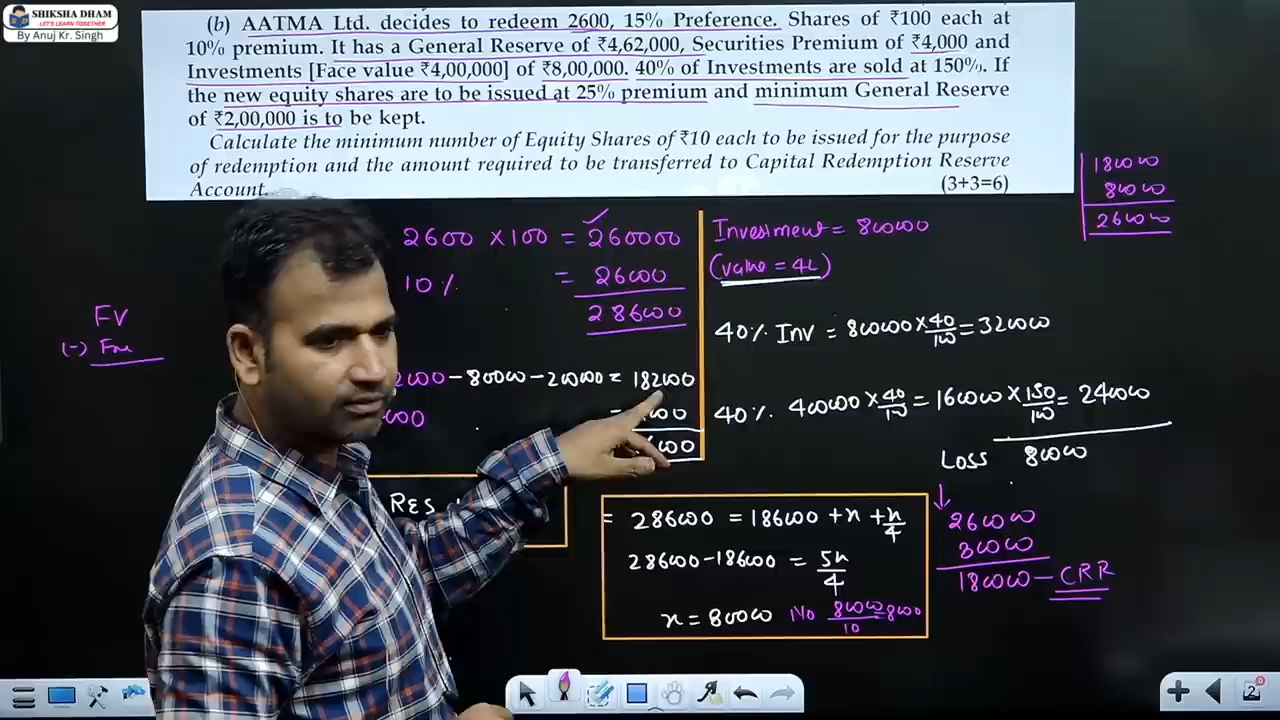 SHIKSHA DHAM
LET'S LEARN TOGETHER
By Anuj Kr. Singh
(b) AATMA Ltd. decides to redeem 2600, 15% Preference. Shares of ₹100 each at
10% premium. It has a General Reserve of ₹4,62,000, Securities Premium of ₹4,000 and
Investments [Face value ₹4,00,000] of ₹8,00,000. 40% of Investments are sold at 150%. If
the new equity shares are to be issued at 25% premium and minimum General Reserve
of ₹2,00,000 is to be kept.
Calculate the minimum number of Equity Shares of ₹10 each to be issued for the purpose
of redemption and the amount required to be transferred to Capital Redemption Reserve
Account.
(3+3=6)
180000
80000
260000
2600 × 100 = 260000
10% = 26000
286000
FV
(-)
2000 - 80000 - 200000 = 182000
000
000
000
RES
Investment = 800000
(Value = 4L)
40% Inv = 800000 × 40/100 = 320000
40% 400000 × 40/100 = 160000 × 150/100 = 240000
Loss 80000
= 286000 = 186000 + x + x/4
286000 - 186000 = 5x/4
x = 80000 No 80000/10 = 8000
260000
80000
180000 - CRR
2